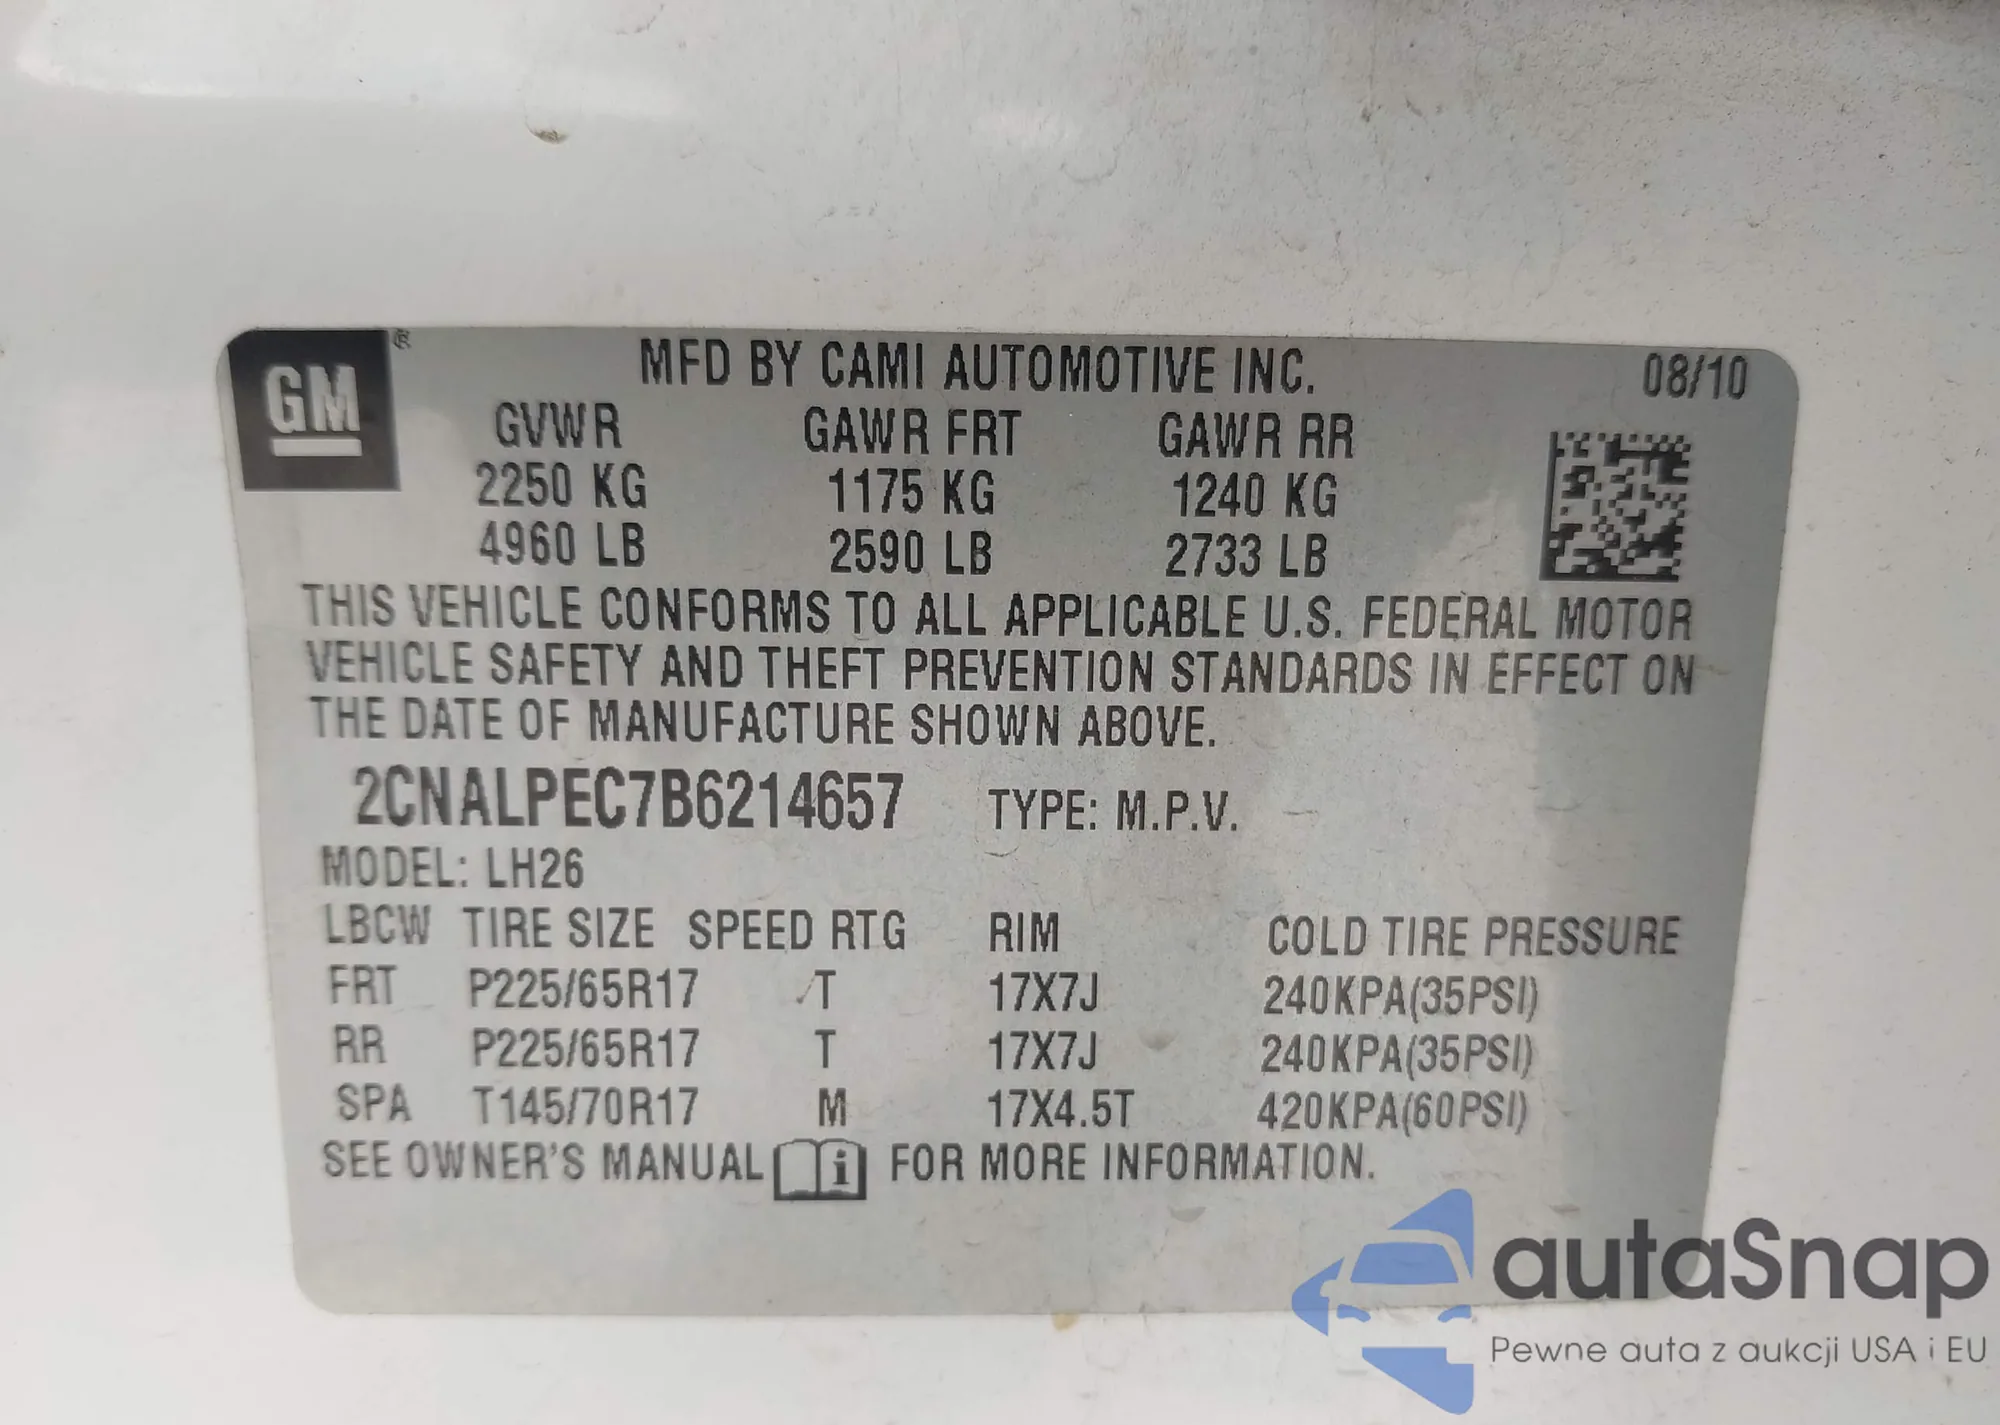 GM ® MFD BY CAMI AUTOMOTIVE INC. 08/10
GVWR GAWR FRT GAWR RR
2250 KG 1175 KG 1240 KG
4960 LB 2590 LB 2733 LB
THIS VEHICLE CONFORMS TO ALL APPLICABLE U.S. FEDERAL MOTOR
VEHICLE SAFETY AND THEFT PREVENTION STANDARDS IN EFFECT ON
THE DATE OF MANUFACTURE SHOWN ABOVE.
2CNALPEC7B6214657 TYPE: M.P.V.
MODEL: LH26
LBCW TIRE SIZE SPEED RTG RIM COLD TIRE PRESSURE
FRT P225/65R17 T 17X7J 240KPA(35PSI)
RR P225/65R17 T 17X7J 240KPA(35PSI)
SPA T145/70R17 M 17X4.5T 420KPA(60PSI)
SEE OWNER'S MANUAL i FOR MORE INFORMATION.
autaSnap
Pewne auta z aukcji USA i EU